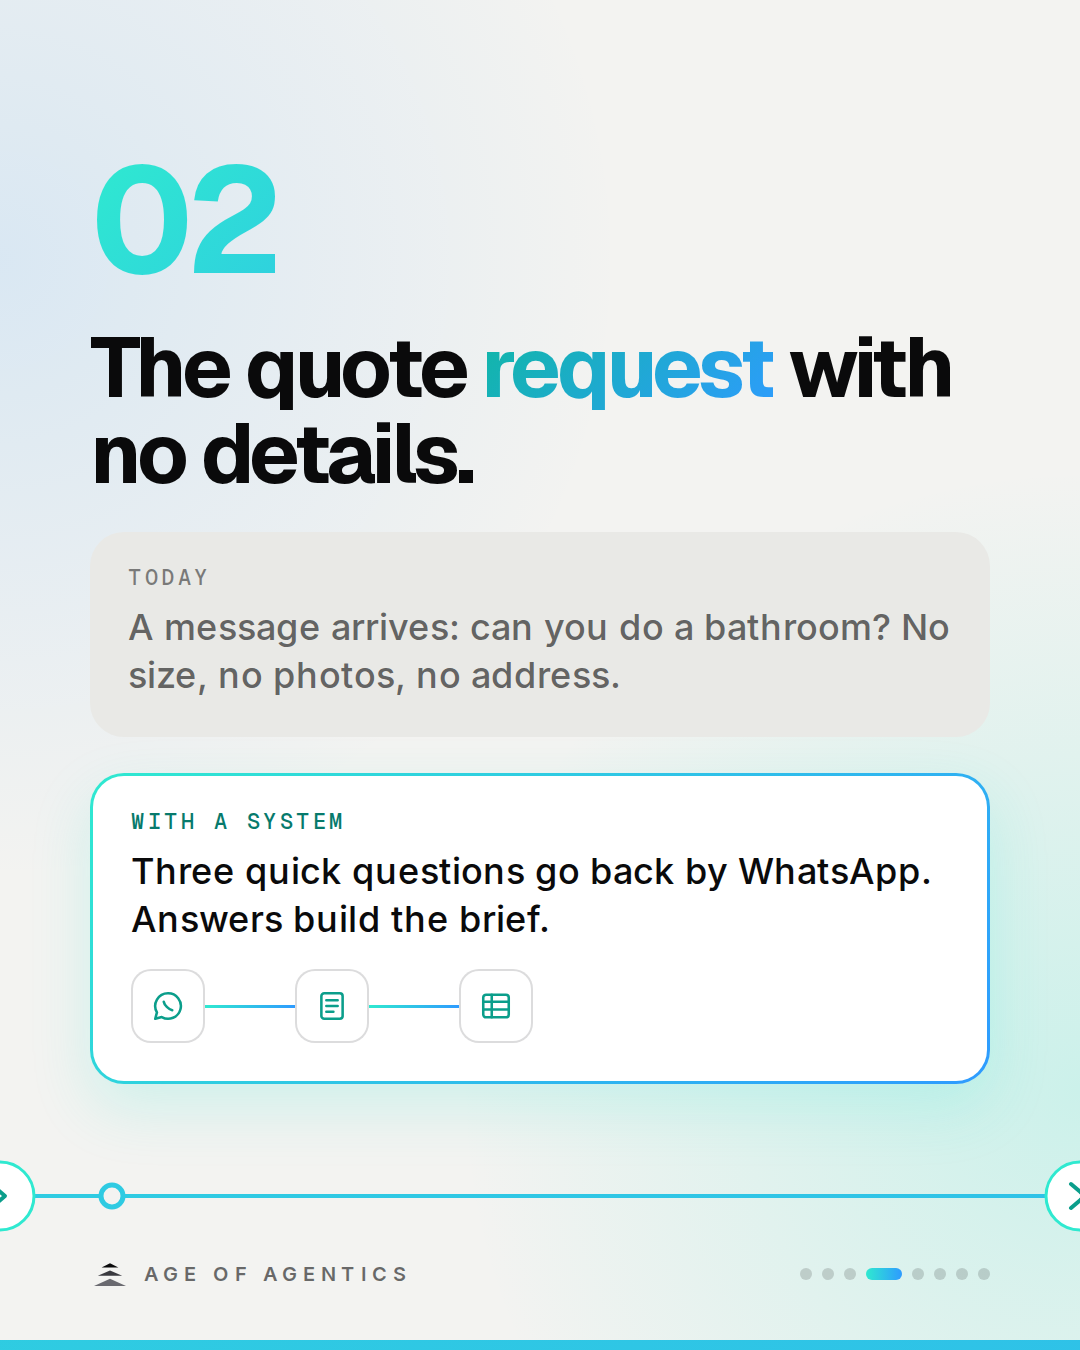 02
The quote request with
no details.
TODAY
A message arrives: can you do a bathroom? No
size, no photos, no address.
WITH A SYSTEM
Three quick questions go back by WhatsApp.
Answers build the brief.
AGE OF AGENTICS